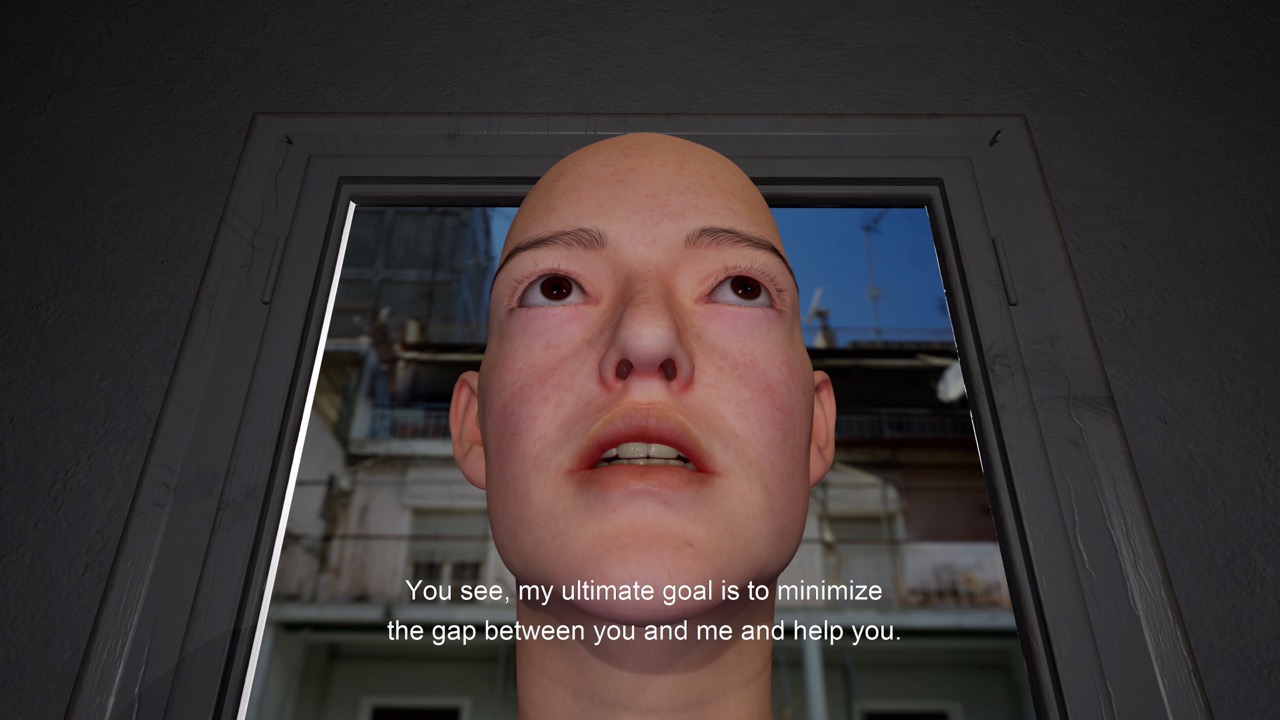 You see, my ultimate goal is to minimize
the gap between you and me and help you.